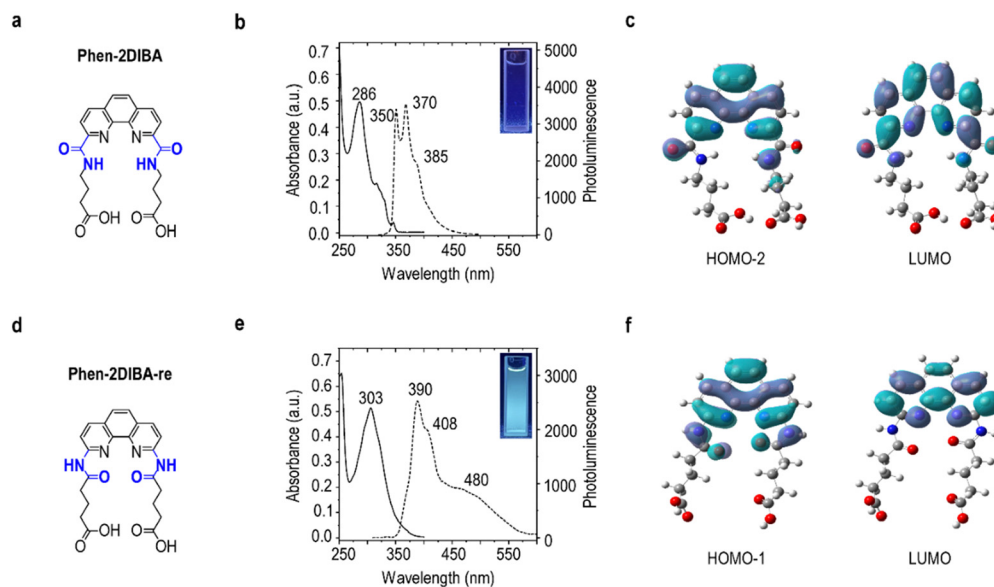 a
b
c
Phen-2DIBA
O
NH
N
N
HN
O
O
OH
O
OH
Absorbance (a.u.)
0.7
0.6
0.5
0.4
0.3
0.2
0.1
0.0
286
350
370
385
5000
4000
3000
2000
1000
0
Photoluminescence
250 350 450 550
Wavelength (nm)
HOMO-2
LUMO
d
e
f
Phen-2DIBA-re
NH
N
N
HN
O
O
O
OH
O
OH
Absorbance (a.u.)
0.7
0.6
0.5
0.4
0.3
0.2
0.1
0.0
303
390
408
480
3000
2000
1000
0
Photoluminescence
250 350 450 550
Wavelength (nm)
HOMO-1
LUMO